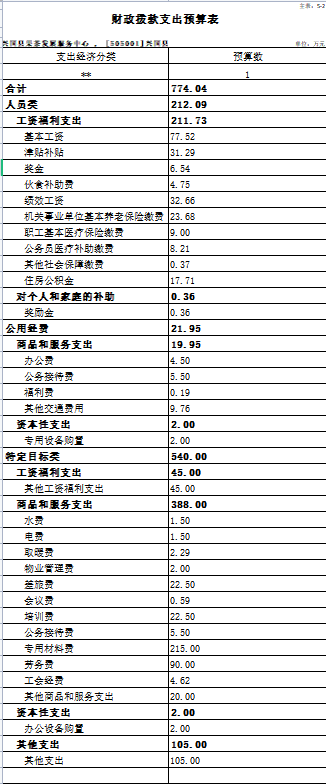 主表：5-2
财政拨款支出预算表
兴国县 发展服务中心 ，[505001]兴国县
单位：万元
支出经济分类 预算数
** 1
合计 774.04
人员类 212.09
工资福利支出 211.73
基本工资 77.52
津贴补贴 31.29
奖金 6.54
伙食补助费 4.75
绩效工资 32.66
机关事业单位基本养老保险缴费 23.68
职工基本医疗保险缴费 9.00
公务员医疗补助缴费 8.21
其他社会保障缴费 0.37
住房公积金 17.71
对个人和家庭的补助 0.36
奖励金 0.36
公用经费 21.95
商品和服务支出 19.95
办公费 4.50
公务接待费 5.50
福利费 0.19
其他交通费用 9.76
资本性支出 2.00
专用设备购置 2.00
特定目标类 540.00
工资福利支出 45.00
其他工资福利支出 45.00
商品和服务支出 388.00
水费 1.50
电费 1.50
取暖费 2.29
物业管理费 2.00
差旅费 22.50
会议费 0.59
培训费 22.50
公务接待费 5.50
专用材料费 215.00
劳务费 90.00
工会经费 4.62
其他商品和服务支出 20.00
资本性支出 2.00
办公设备购置 2.00
其他支出 105.00
其他支出 105.00